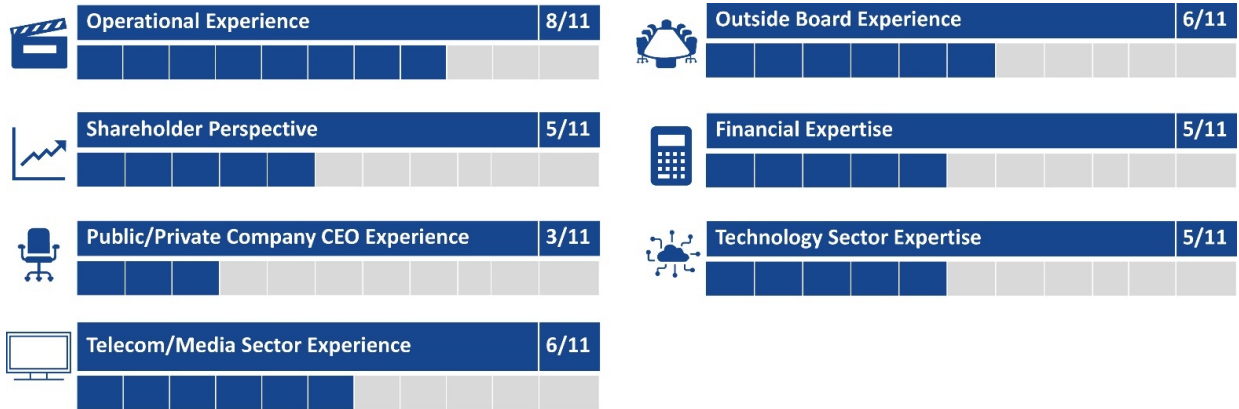 Operational Experience 8/11
Shareholder Perspective 5/11
Public/Private Company CEO Experience 3/11
Telecom/Media Sector Experience 6/11
Outside Board Experience 6/11
Financial Expertise 5/11
Technology Sector Expertise 5/11